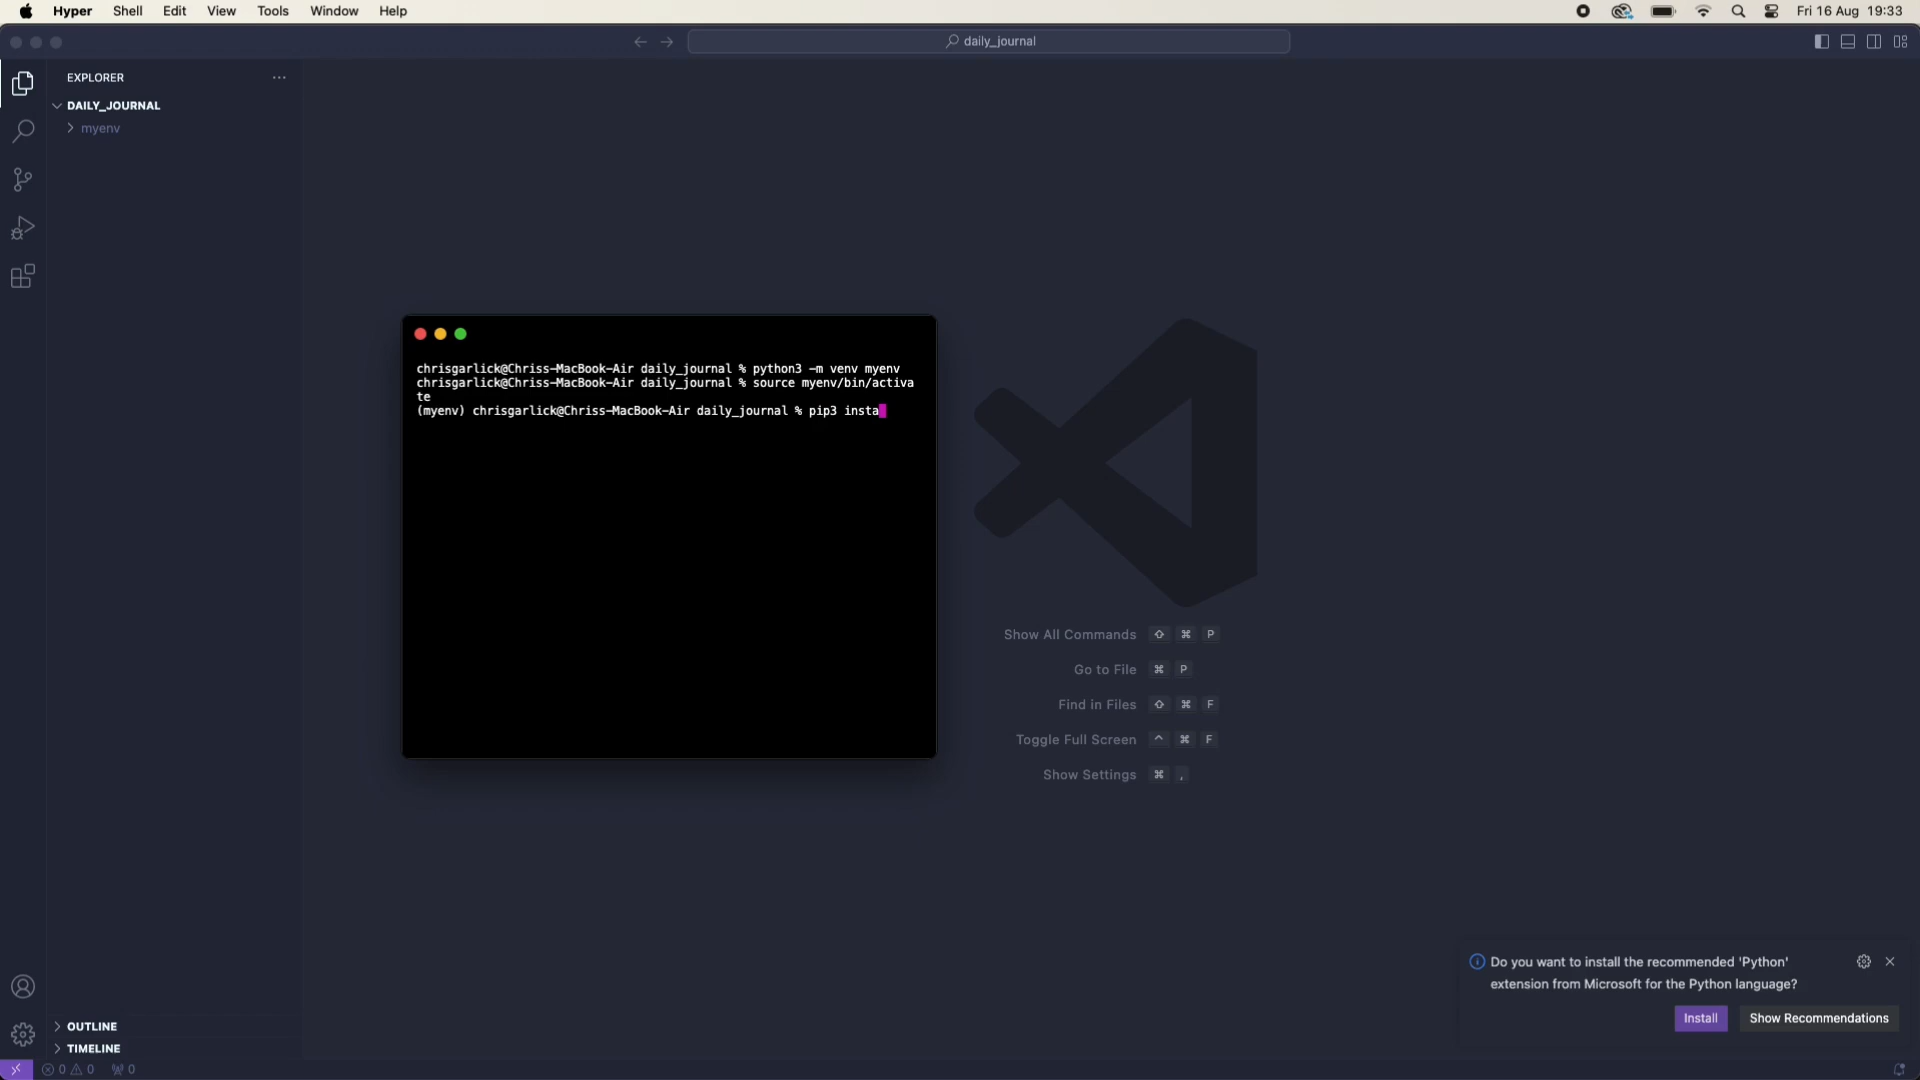 Hyper Shell Edit View Tools Window Help Fri 16 Aug 19:33
daily_journal
EXPLORER
DAILY_JOURNAL
myenv
chrisgarlick@Chriss-MacBook-Air daily_journal % python3 -m venv myenv
chrisgarlick@Chriss-MacBook-Air daily_journal % source myenv/bin/activa
te
(myenv) chrisgarlick@Chriss-MacBook-Air daily_journal % pip3 insta
Show All Commands ⇧ ⌘ P
Go to File ⌘ P
Find in Files ⇧ ⌘ F
Toggle Full Screen ^ ⌘ F
Show Settings ⌘ ,
Do you want to install the recommended 'Python'
extension from Microsoft for the Python language?
Install Show Recommendations
OUTLINE
TIMELINE
0 0 0